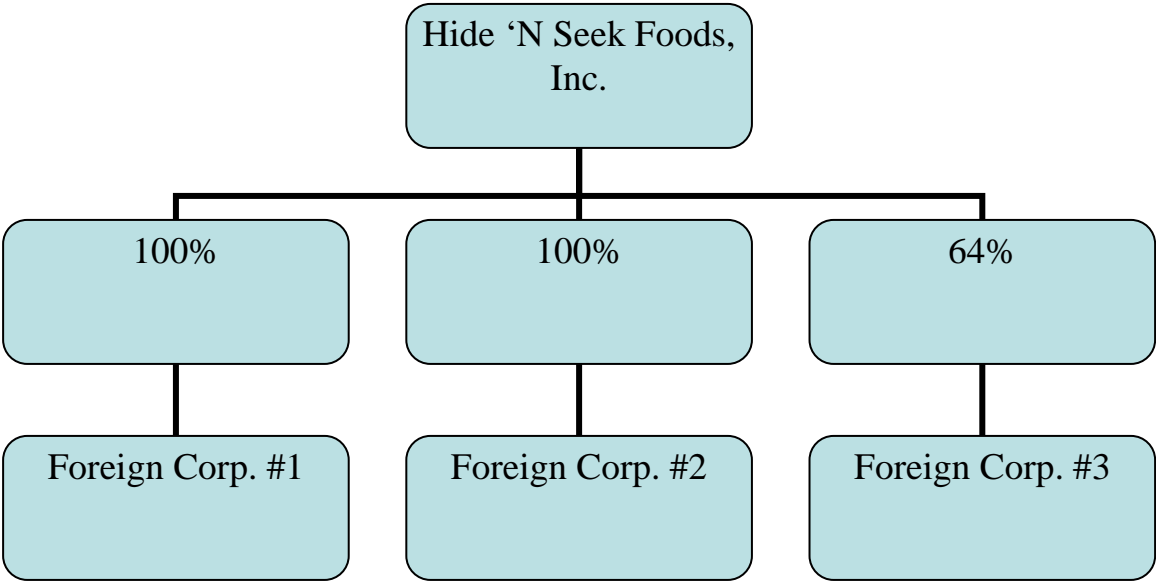 Hide ‘N Seek Foods,
Inc.
100%
100%
64%
Foreign Corp. #1
Foreign Corp. #2
Foreign Corp. #3